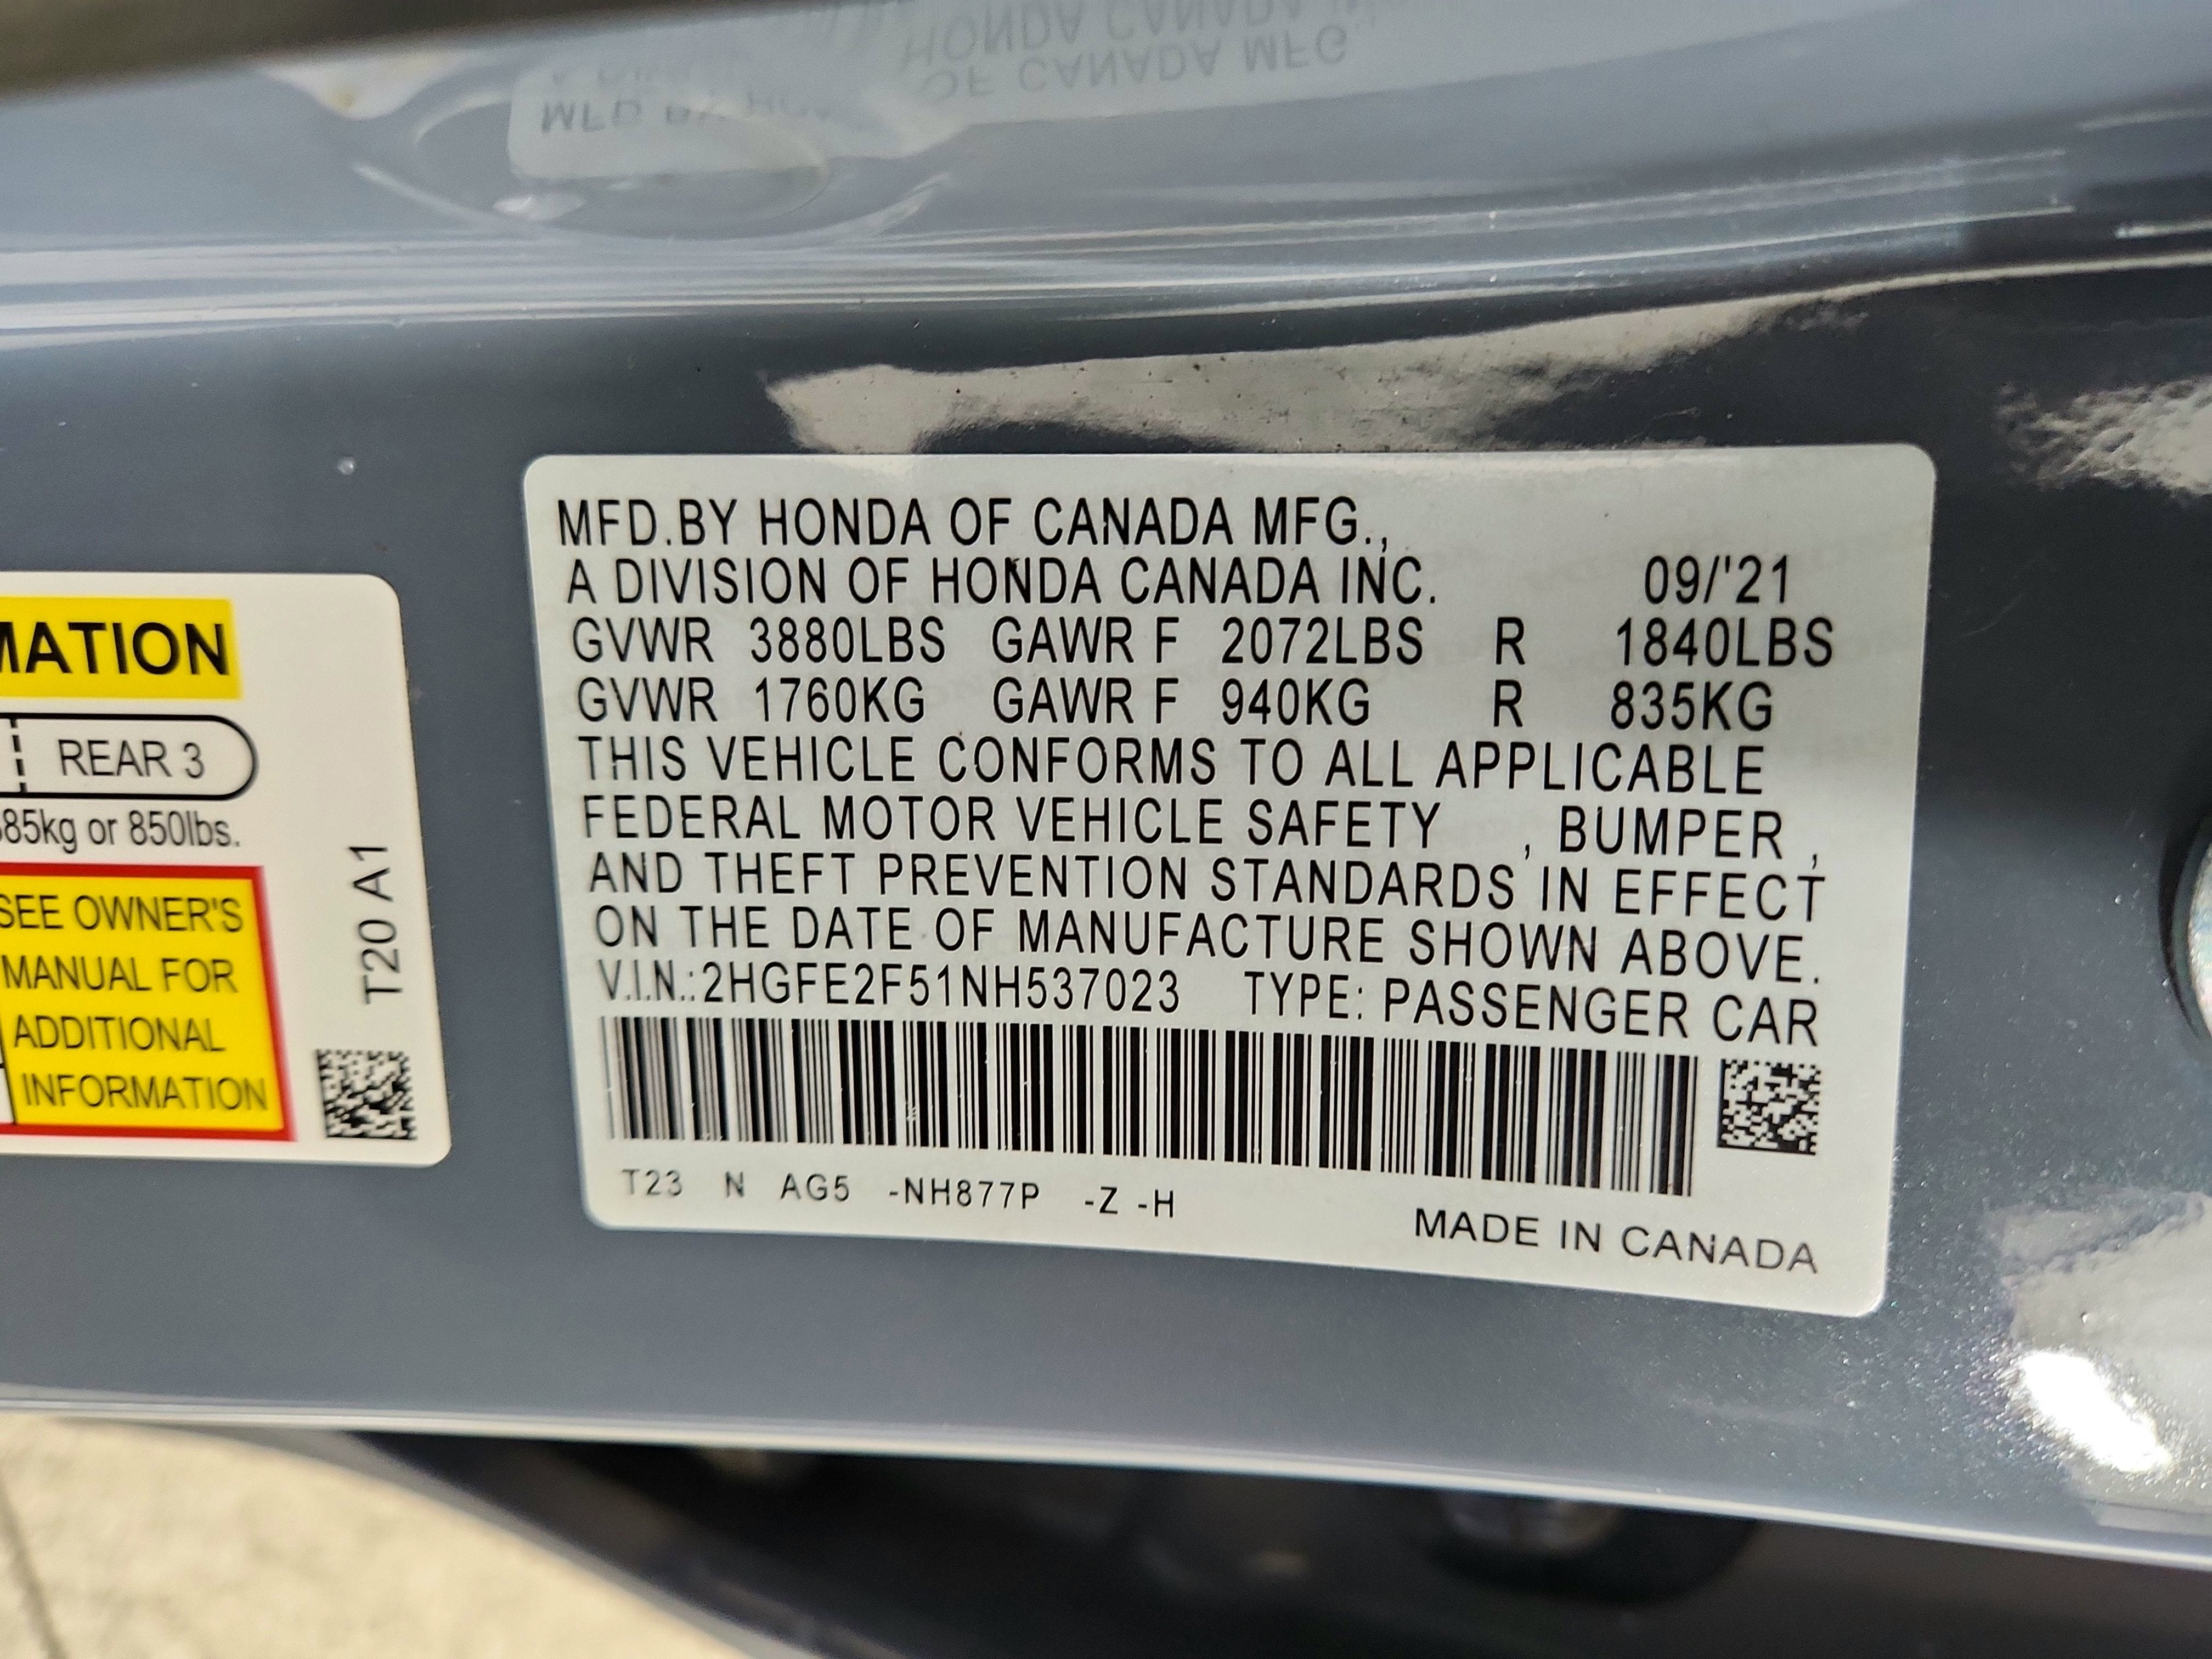 MATION
REAR 3
85kg or 850lbs.
SEE OWNER'S
MANUAL FOR
ADDITIONAL
INFORMATION
T20 A1
MFD.BY HONDA OF CANADA MFG.,
A DIVISION OF HONDA CANADA INC. 09/'21
GVWR 3880LBS GAWR F 2072LBS R 1840LBS
GVWR 1760KG GAWR F 940KG R 835KG
THIS VEHICLE CONFORMS TO ALL APPLICABLE
FEDERAL MOTOR VEHICLE SAFETY , BUMPER ,
AND THEFT PREVENTION STANDARDS IN EFFECT
ON THE DATE OF MANUFACTURE SHOWN ABOVE.
V.I.N.:2HGFE2F51NH537023 TYPE: PASSENGER CAR
T23 N AG5 -NH877P -Z -H
MADE IN CANADA